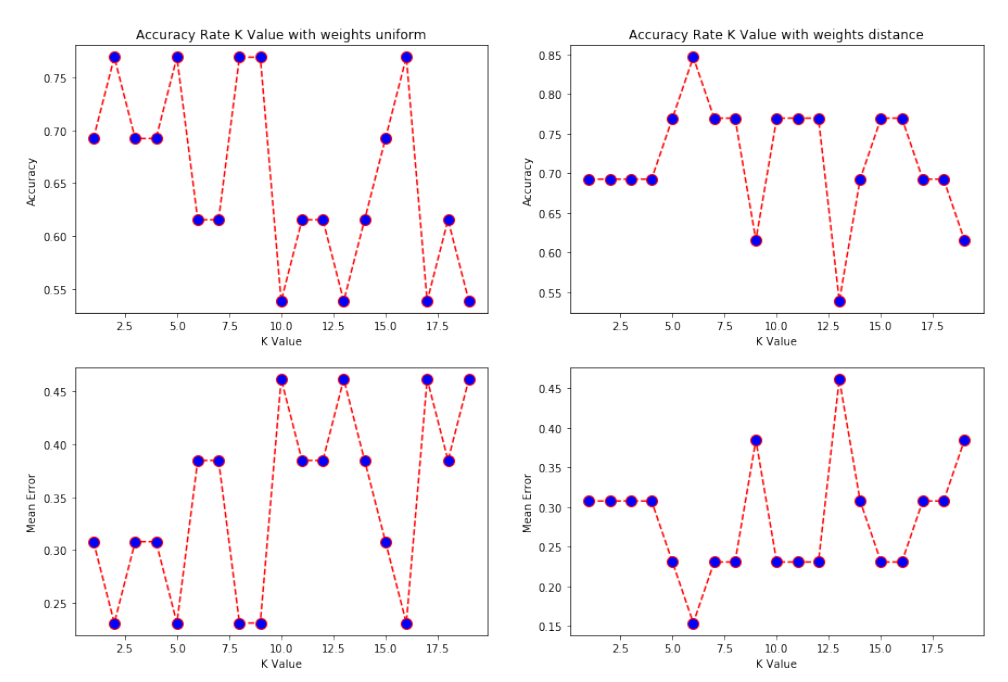 Accuracy Rate K Value with weights uniform
Accuracy
0.75
0.70
0.65
0.60
0.55
2.5 5.0 7.5 10.0 12.5 15.0 17.5
K Value
Accuracy Rate K Value with weights distance
Accuracy
0.85
0.80
0.75
0.70
0.65
0.60
0.55
2.5 5.0 7.5 10.0 12.5 15.0 17.5
K Value
Mean Error
0.45
0.40
0.35
0.30
0.25
2.5 5.0 7.5 10.0 12.5 15.0 17.5
K Value
Mean Error
0.45
0.40
0.35
0.30
0.25
0.20
0.15
2.5 5.0 7.5 10.0 12.5 15.0 17.5
K Value